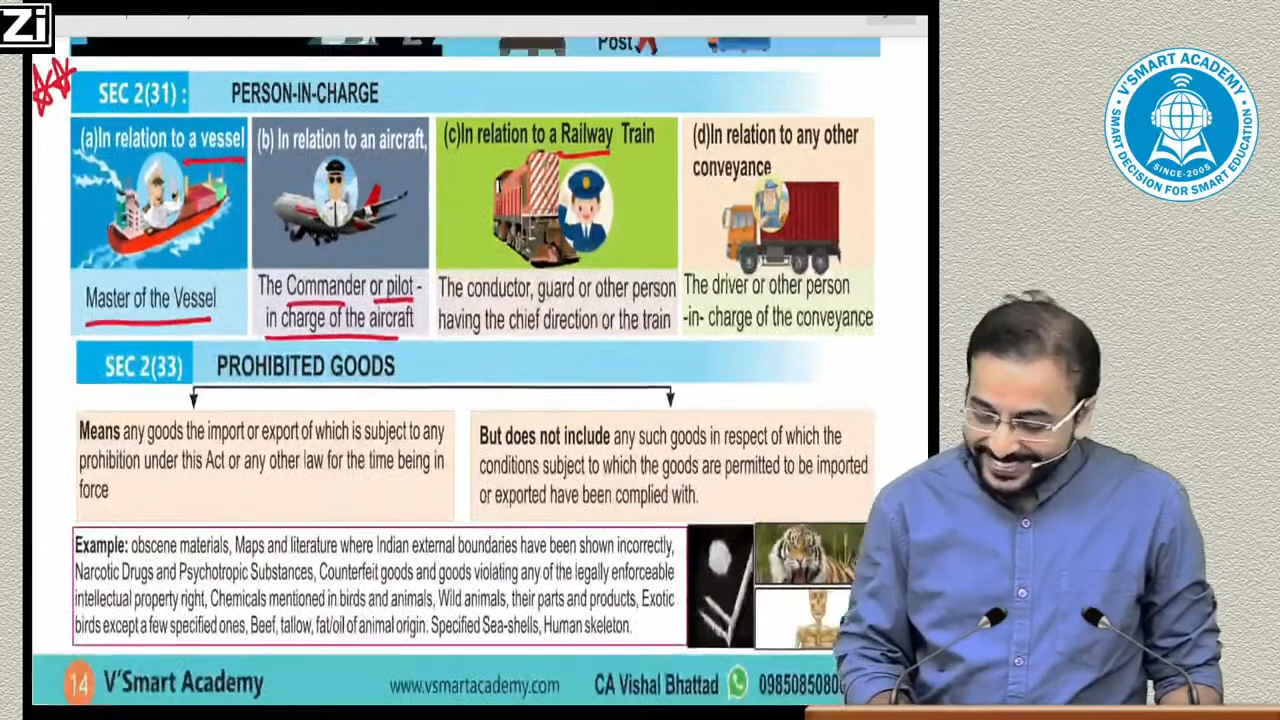 Zi
Post
SEC 2(31) : PERSON-IN-CHARGE
(a)In relation to a vessel
Master of the Vessel
(b) In relation to an aircraft,
The Commander or pilot -
in charge of the aircraft
(c)In relation to a Railway Train
The conductor, guard or other person
having the chief direction or the train
(d)In relation to any other
conveyance
The driver or other person
-in- charge of the conveyance
SEC 2(33) PROHIBITED GOODS
Means any goods the import or export of which is subject to any
prohibition under this Act or any other law for the time being in
force
But does not include any such goods in respect of which the
conditions subject to which the goods are permitted to be imported
or exported have been complied with.
Example: obscene materials, Maps and literature where Indian external boundaries have been shown incorrectly,
Narcotic Drugs and Psychotropic Substances, Counterfeit goods and goods violating any of the legally enforceable
intellectual property right, Chemicals mentioned in birds and animals, Wild animals, their parts and products, Exotic
birds except a few specified ones, Beef, tallow, fat/oil of animal origin. Specified Sea-shells, Human skeleton.
14 V'Smart Academy www.vsmartacademy.com CA Vishal Bhattad
V'SMART ACADEMY
SINCE-2005
SMART DECISION FOR SMART EDUCATION